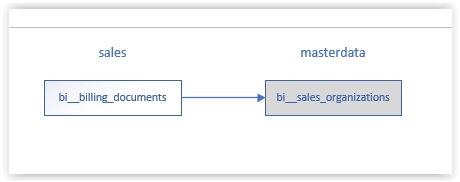 sales
masterdata
bi__billing_documents
bi__sales_organizations